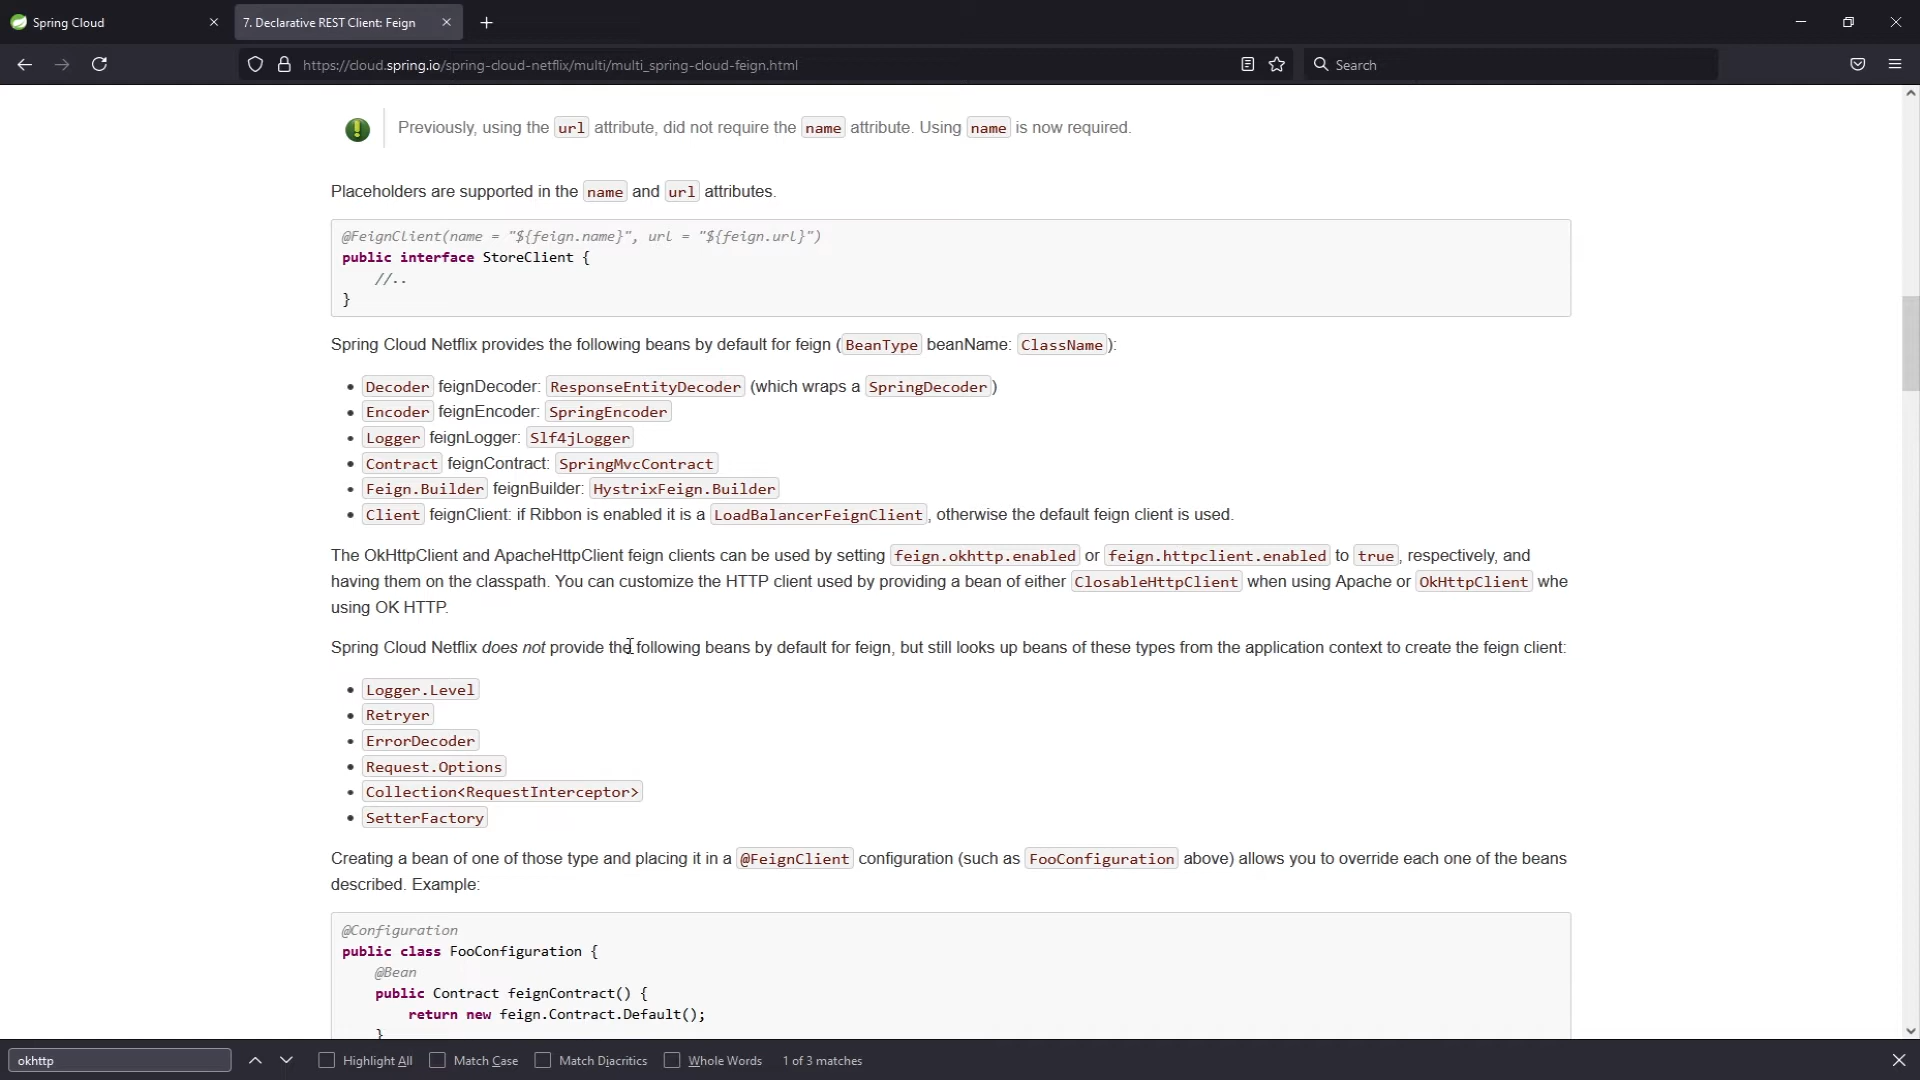 Spring Cloud
7. Declarative REST Client: Feign
https://cloud.spring.io/spring-cloud-netflix/multi/multi_spring-cloud-feign.html
Search
Previously, using the url attribute, did not require the name attribute. Using name is now required.
Placeholders are supported in the name and url attributes.
@FeignClient(name = "${feign.name}", url = "${feign.url}")
public interface StoreClient {
//..
}
Spring Cloud Netflix provides the following beans by default for feign (BeanType beanName: ClassName):
Decoder feignDecoder: ResponseEntityDecoder (which wraps a SpringDecoder)
Encoder feignEncoder: SpringEncoder
Logger feignLogger: Slf4jLogger
Contract feignContract: SpringMvcContract
Feign.Builder feignBuilder: HystrixFeign.Builder
Client feignClient: if Ribbon is enabled it is a LoadBalancerFeignClient, otherwise the default feign client is used.
The OkHttpClient and ApacheHttpClient feign clients can be used by setting feign.okhttp.enabled or feign.httpclient.enabled to true, respectively, and
having them on the classpath. You can customize the HTTP client used by providing a bean of either ClosableHttpClient when using Apache or OkHttpClient whe
using OK HTTP.
Spring Cloud Netflix does not provide the following beans by default for feign, but still looks up beans of these types from the application context to create the feign client:
Logger.Level
Retryer
ErrorDecoder
Request.Options
Collection<RequestInterceptor>
SetterFactory
Creating a bean of one of those type and placing it in a @FeignClient configuration (such as FooConfiguration above) allows you to override each one of the beans
described. Example:
@Configuration
public class FooConfiguration {
@Bean
public Contract feignContract() {
return new feign.Contract.Default();
}
okhttp
Highlight All
Match Case
Match Diacritics
Whole Words
1 of 3 matches